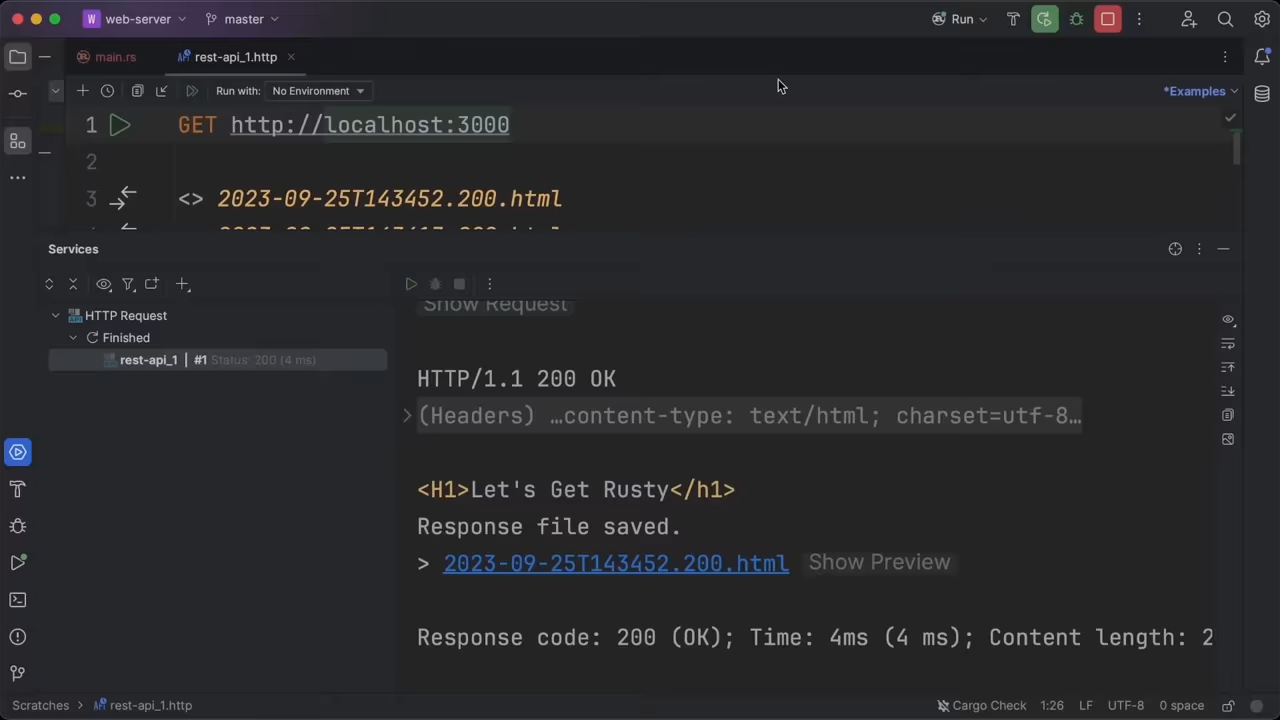 W web-server master Run
main.rs rest-api_1.http
Run with: No Environment *Examples
1 GET http://localhost:3000
2
3 <> 2023-09-25T143452.200.html
Services
HTTP Request
Finished
rest-api_1 | #1 Status: 200 (4 ms)
Show Request
HTTP/1.1 200 OK
(Headers) …content-type: text/html; charset=utf-8…
<H1>Let's Get Rusty</h1>
Response file saved.
> 2023-09-25T143452.200.html Show Preview
Response code: 200 (OK); Time: 4ms (4 ms); Content length: 2
Scratches > rest-api_1.http Cargo Check 1:26 LF UTF-8 0 space